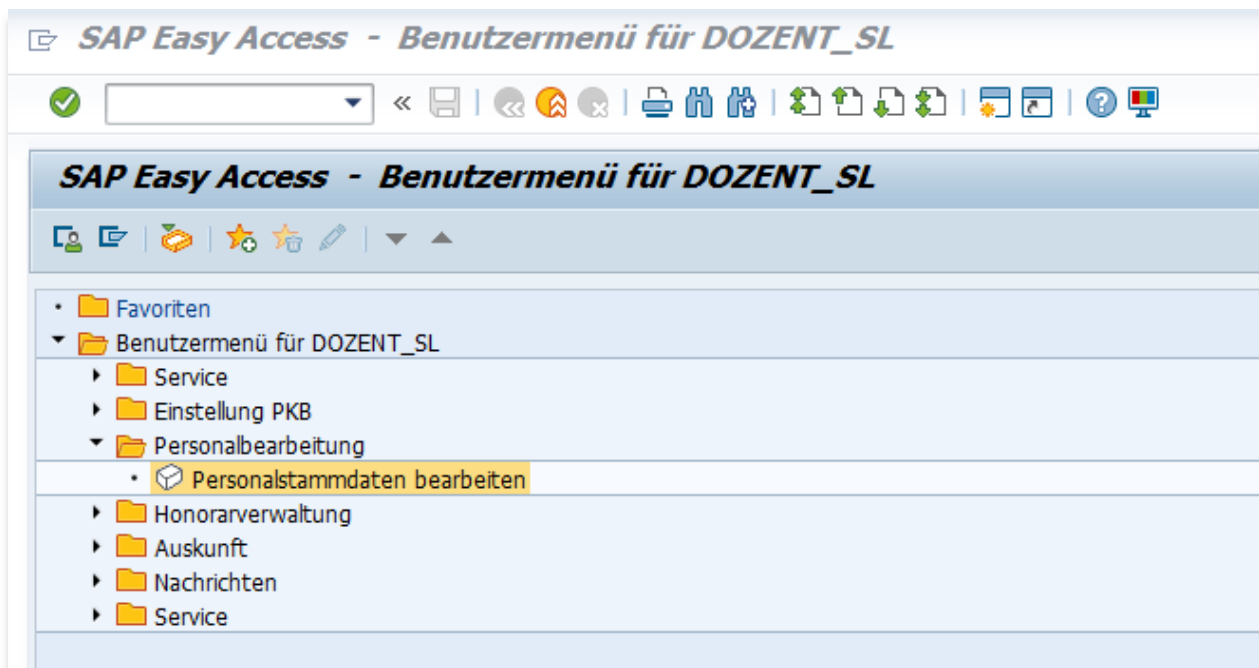 SAP Easy Access - Benutzermenü für DOZENT_SL
SAP Easy Access - Benutzermenü für DOZENT_SL
Favoriten
Benutzermenü für DOZENT_SL
Service
Einstellung PKB
Personalbearbeitung
Personalstammdaten bearbeiten
Honorarverwaltung
Auskunft
Nachrichten
Service